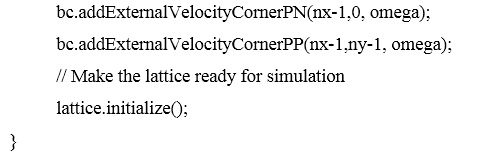 bc.addExternalVelocityCornerPN(nx-1,0, omega);
bc.addExternalVelocityCornerPP(nx-1,ny-1, omega);
// Make the lattice ready for simulation
lattice.initialize();
}